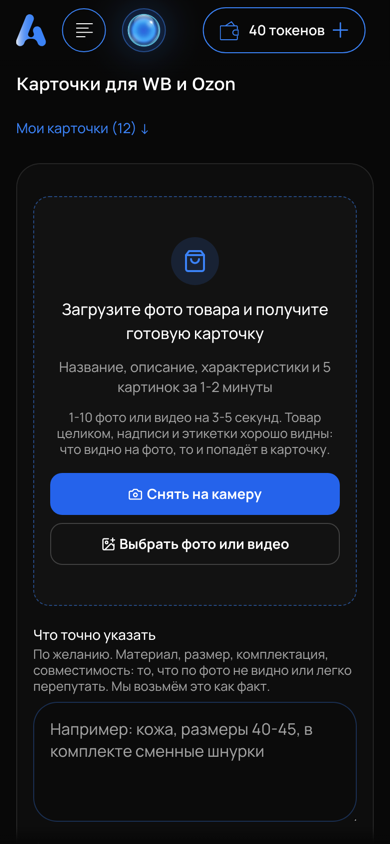 40 токенов
Карточки для WB и Ozon
Мои карточки (12) ↓
Загрузите фото товара и получите
готовую карточку
Название, описание, характеристики и 5
картинок за 1-2 минуты
1-10 фото или видео на 3-5 секунд. Товар
целиком, надписи и этикетки хорошо видны:
что видно на фото, то и попадёт в карточку.
Снять на камеру
Выбрать фото или видео
Что точно указать
По желанию. Материал, размер, комплектация,
совместимость: то, что по фото не видно или легко
перепутать. Мы возьмём это как факт.
Например: кожа, размеры 40-45, в
комплекте сменные шнурки